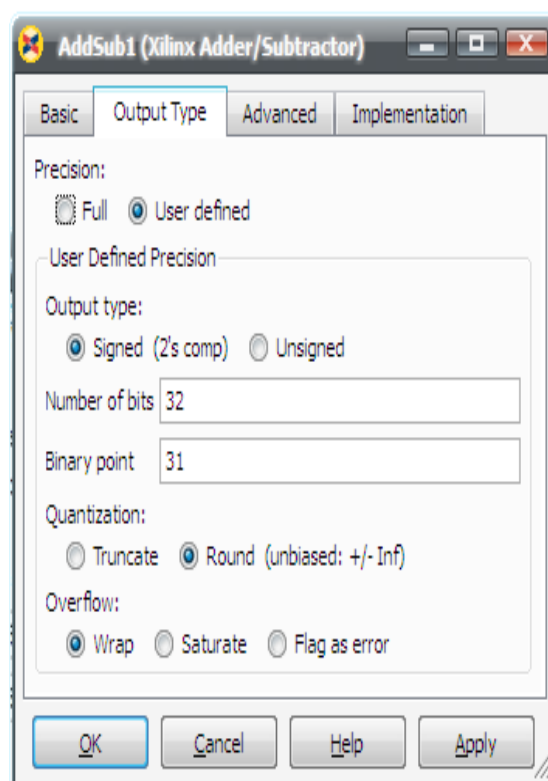 AddSub1 (Xilinx Adder/Subtractor)
Basic Output Type Advanced Implementation
Precision:
Full User defined
User Defined Precision
Output type:
Signed (2's comp) Unsigned
Number of bits 32
Binary point 31
Quantization:
Truncate Round (unbiased: +/- Inf)
Overflow:
Wrap Saturate Flag as error
OK Cancel Help Apply